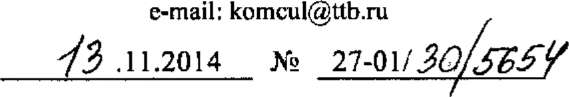 e-mail: komcul@ttb.ru
13.11.2014 № 27-01/30/5654